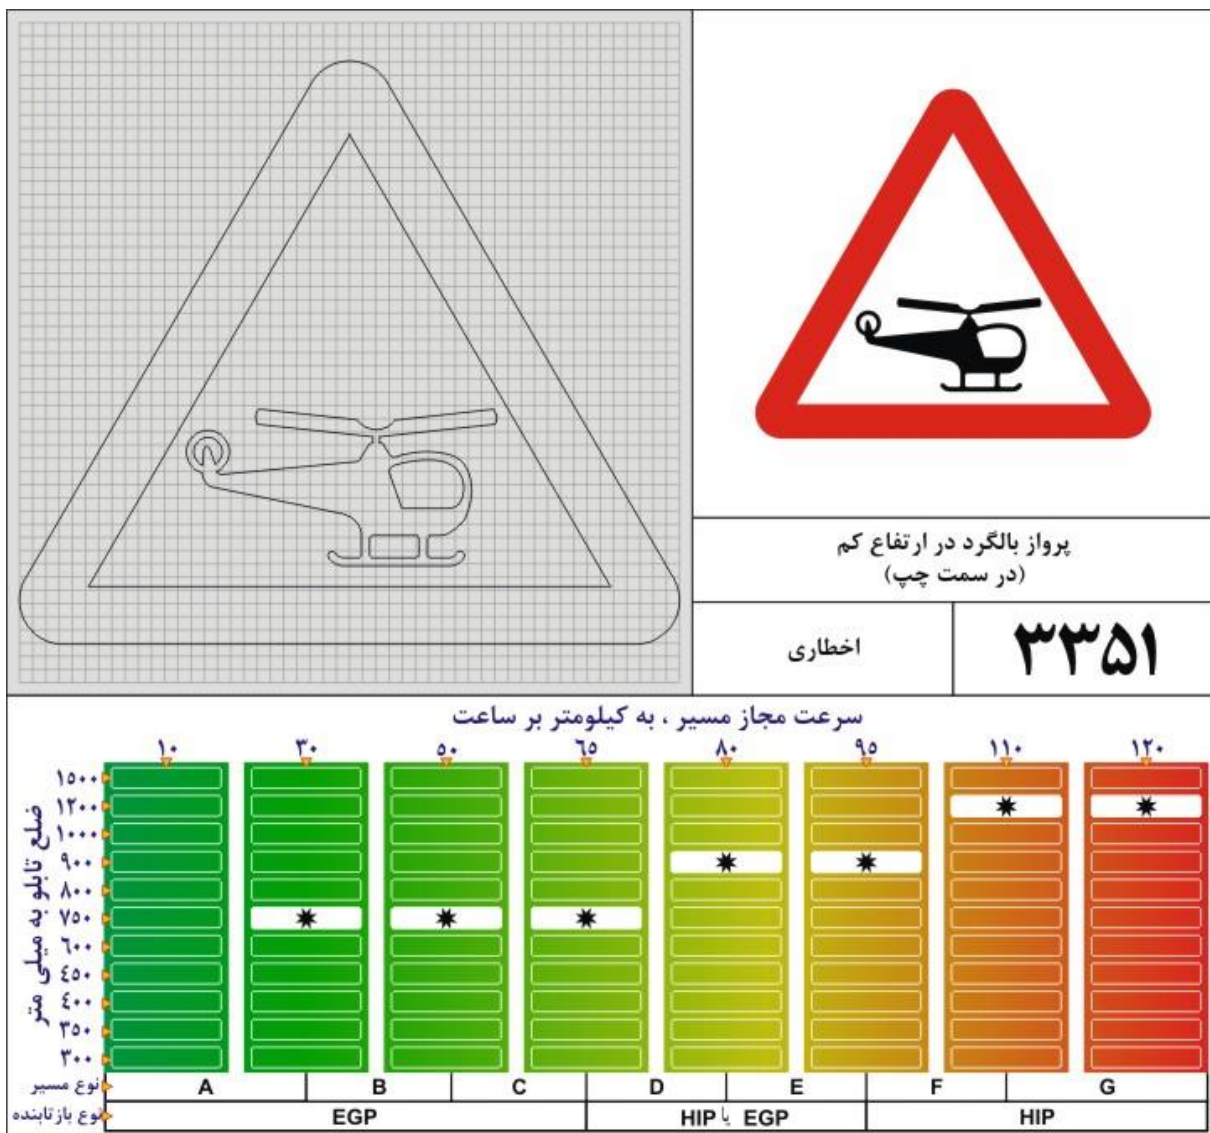 پرواز بالگرد در ارتفاع کم
(در سمت چپ)
۳۳۵۱
اخطاری
سرعت مجاز مسیر ، به کیلومتر بر ساعت
۱۰ ۳۰ ۵۰ ۶۵ ۸۰ ۹۵ ۱۱۰ ۱۲۰
ضلع تابلو به میلی متر
۱۵۰۰
۱۲۰۰
۱۰۰۰
۹۰۰
۸۰۰
۷۵۰
۶۰۰
۴۵۰
۴۰۰
۳۵۰
۳۰۰
نوع مسیر A B C D E F G
نوع بازتابنده EGP HIP یا EGP HIP